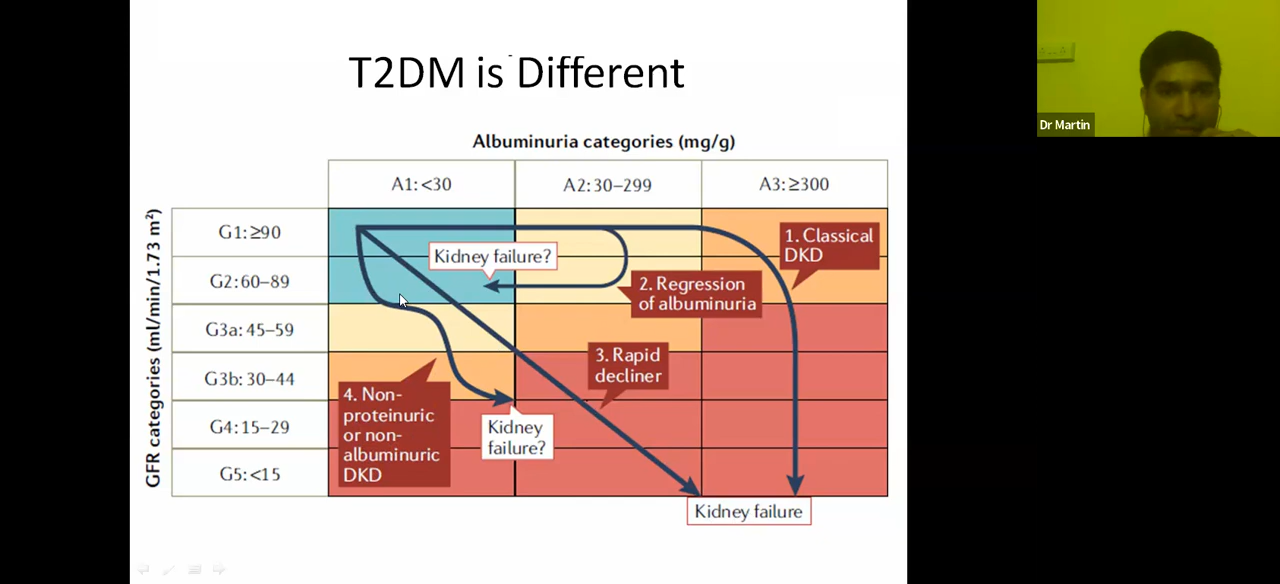 T2DM is Different
Dr Martin
Albuminuria categories (mg/g)
A1: <30
A2: 30–299
A3: ≥300
GFR categories (ml/min/1.73 m²)
G1: ≥90
G2: 60–89
G3a: 45–59
G3b: 30–44
G4: 15–29
G5: <15
1. Classical
DKD
Kidney failure?
2. Regression
of albuminuria
3. Rapid
decliner
4. Non-
proteinuric
or non-
albuminuric
DKD
Kidney
failure?
Kidney failure